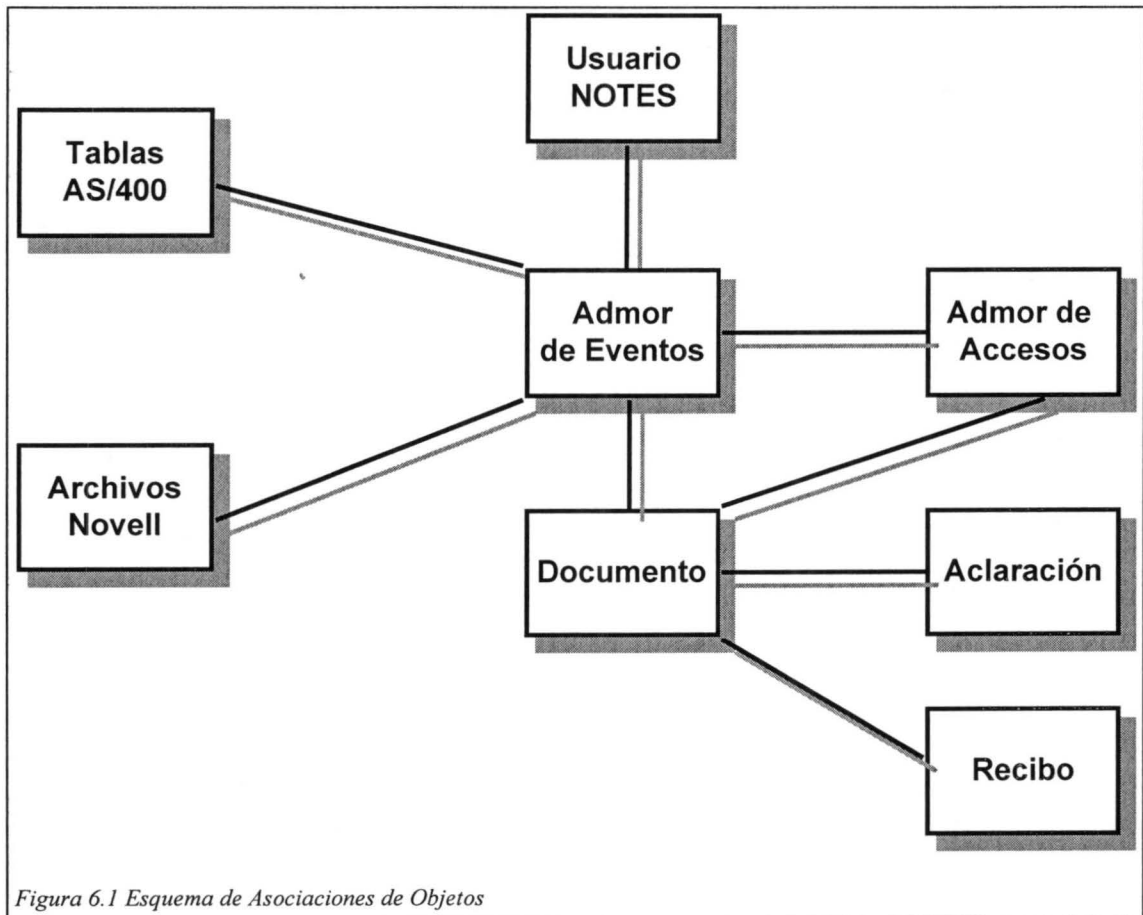 Usuario
NOTES
Tablas
AS/400
Admor
de Eventos
Admor de
Accesos
Archivos
Novell
Documento
Aclaración
Recibo
Figura 6.1 Esquema de Asociaciones de Objetos